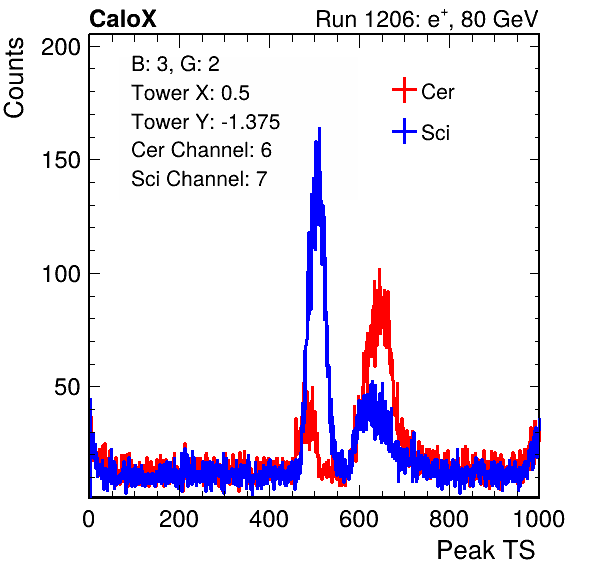 CaloX
Run 1206: e+, 80 GeV
Counts
B: 3, G: 2
Tower X: 0.5
Tower Y: -1.375
Cer Channel: 6
Sci Channel: 7
Cer
Sci
200
150
100
50
0 200 400 600 800 1000
Peak TS